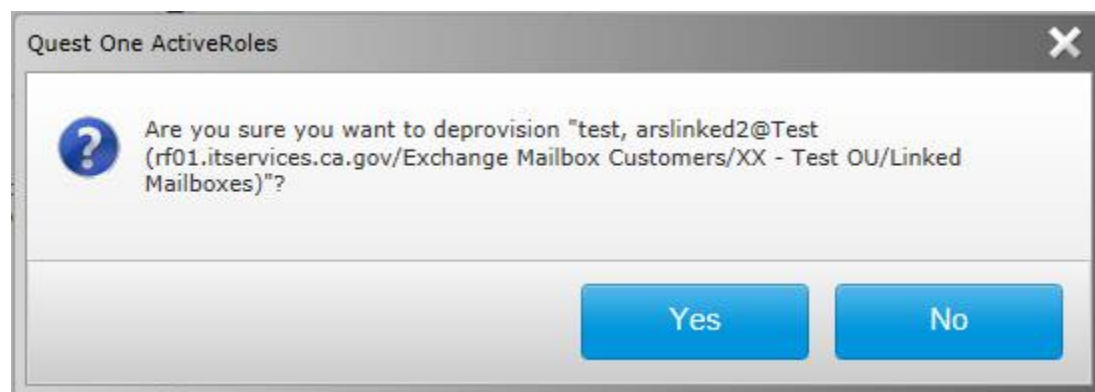 Quest One ActiveRoles
Are you sure you want to deprovision "test, arslinked2@Test
(rf01.itservices.ca.gov/Exchange Mailbox Customers/XX - Test OU/Linked
Mailboxes)"?
Yes No